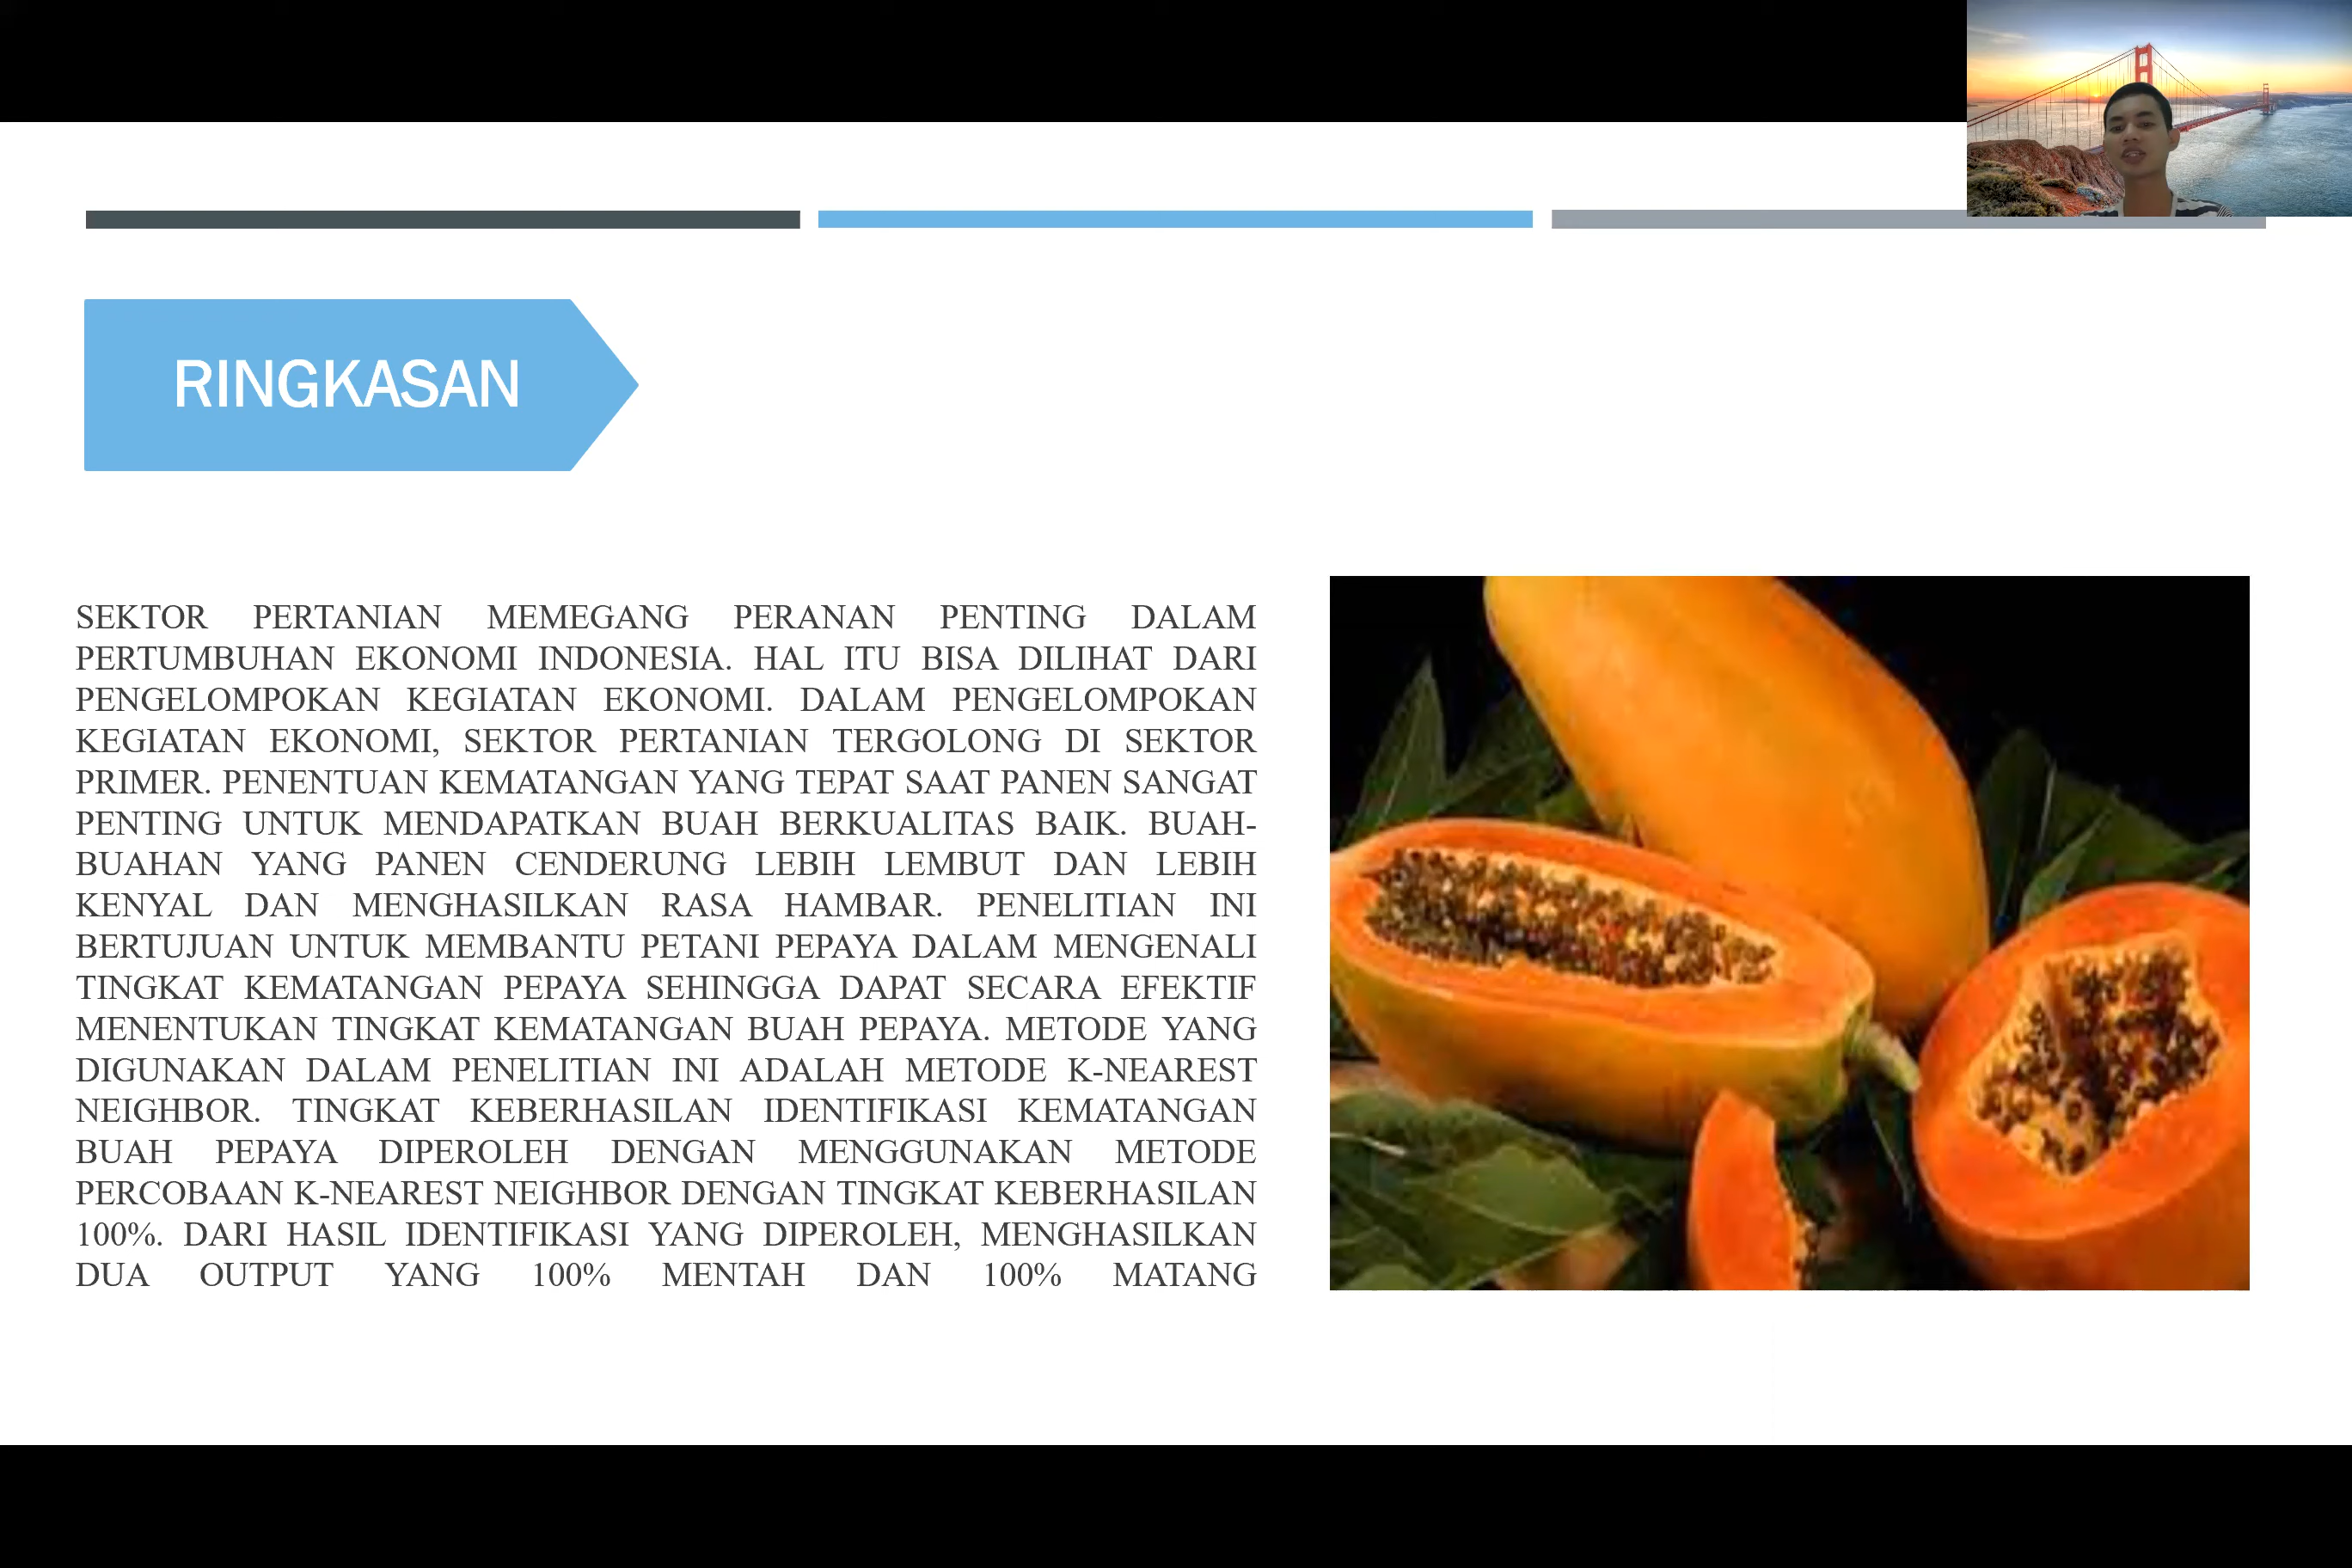 RINGKASAN
SEKTOR PERTANIAN MEMEGANG PERANAN PENTING DALAM
PERTUMBUHAN EKONOMI INDONESIA. HAL ITU BISA DILIHAT DARI
PENGELOMPOKAN KEGIATAN EKONOMI. DALAM PENGELOMPOKAN
KEGIATAN EKONOMI, SEKTOR PERTANIAN TERGOLONG DI SEKTOR
PRIMER. PENENTUAN KEMATANGAN YANG TEPAT SAAT PANEN SANGAT
PENTING UNTUK MENDAPATKAN BUAH BERKUALITAS BAIK. BUAH-
BUAHAN YANG PANEN CENDERUNG LEBIH LEMBUT DAN LEBIH
KENYAL DAN MENGHASILKAN RASA HAMBAR. PENELITIAN INI
BERTUJUAN UNTUK MEMBANTU PETANI PEPAYA DALAM MENGENALI
TINGKAT KEMATANGAN PEPAYA SEHINGGA DAPAT SECARA EFEKTIF
MENENTUKAN TINGKAT KEMATANGAN BUAH PEPAYA. METODE YANG
DIGUNAKAN DALAM PENELITIAN INI ADALAH METODE K-NEAREST
NEIGHBOR. TINGKAT KEBERHASILAN IDENTIFIKASI KEMATANGAN
BUAH PEPAYA DIPEROLEH DENGAN MENGGUNAKAN METODE
PERCOBAAN K-NEAREST NEIGHBOR DENGAN TINGKAT KEBERHASILAN
100%. DARI HASIL IDENTIFIKASI YANG DIPEROLEH, MENGHASILKAN
DUA OUTPUT YANG 100% MENTAH DAN 100% MATANG